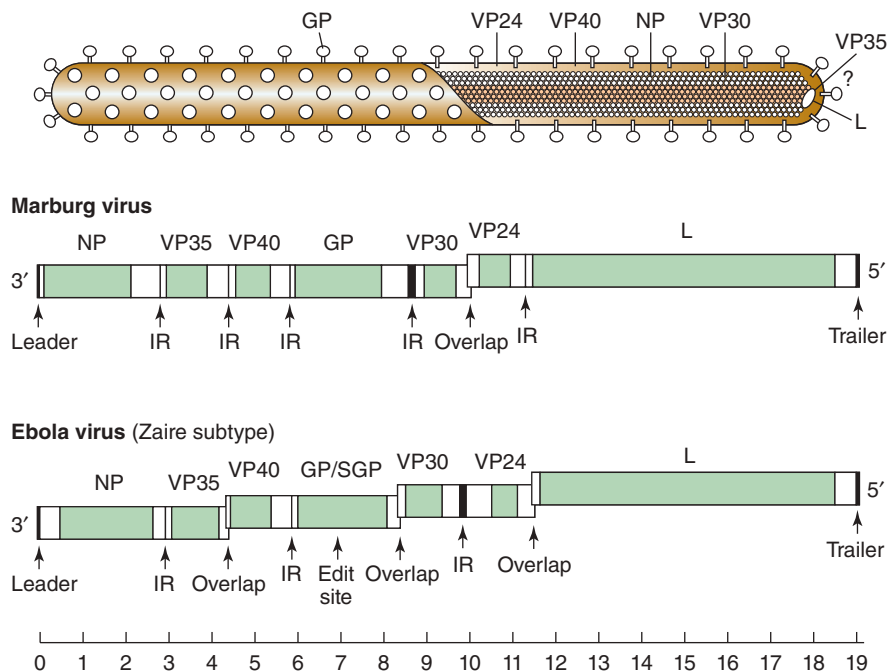 GP VP24 VP40 NP VP30
VP35
?
L
Marburg virus
NP VP35 VP40 GP VP30 VP24 L
3′ 5′
Leader IR IR IR IR Overlap IR Trailer
Ebola virus (Zaire subtype)
NP VP35 VP40 GP/SGP VP30 VP24 L
3′ 5′
Leader IR Overlap IR Edit Overlap IR Overlap Trailer
site
0 1 2 3 4 5 6 7 8 9 10 11 12 13 14 15 16 17 18 19